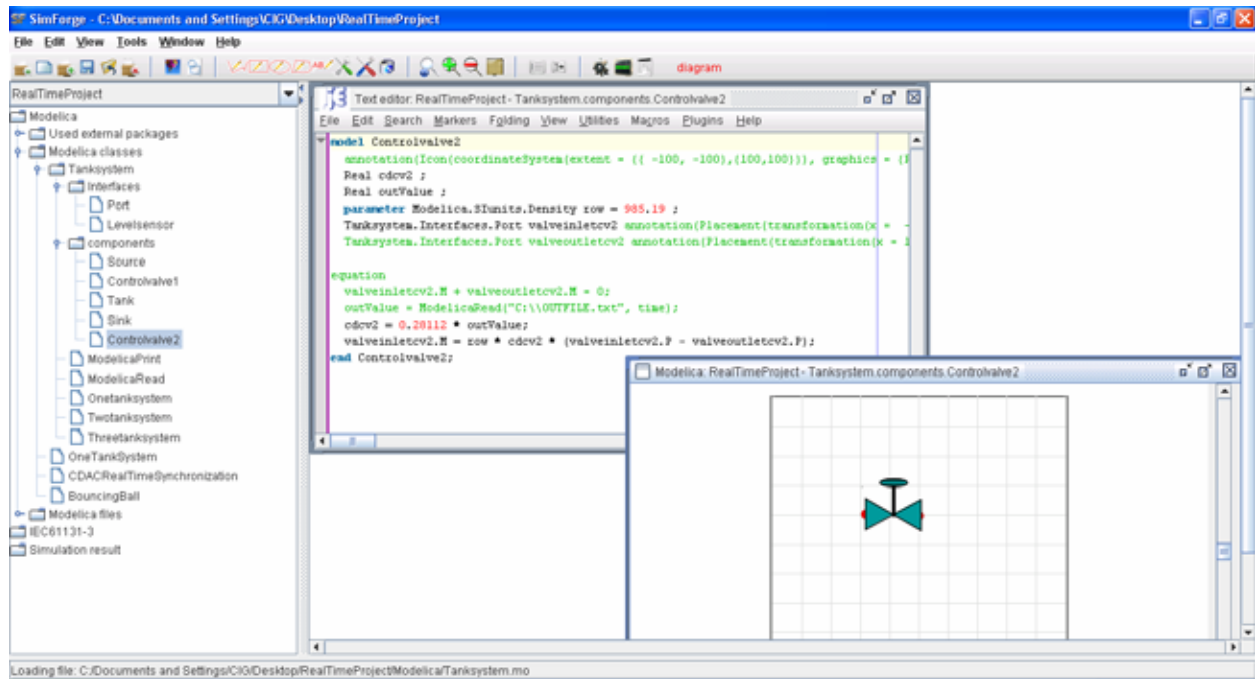 SimForge - C:\Documents and Settings\CIG\Desktop\RealTimeProject
File Edit View Tools Window Help
diagram
RealTimeProject
Modelica
Used external packages
Modelica classes
Tanksystem
Interfaces
Port
Levelsensor
components
Source
Controlvalve1
Tank
Sink
Controlvalve2
ModelicaPrint
ModelicaRead
Onetanksystem
Twotanksystem
Threetanksystem
OneTankSystem
CDACRealTimeSynchronization
BouncingBall
Modelica files
IEC61131-3
Simulation result
Text editor: RealTimeProject - Tanksystem.components.Controlvalve2
File Edit Search Markers Folding View Utilities Macros Plugins Help
model Controlvalve2
annotation(Icon(coordinateSystem(extent = {{ -100, -100},{100,100}}), graphics = {
Real cdcv2 ;
Real outValue ;
parameter Modelica.SIunits.Density row = 985.19 ;
Tanksystem.Interfaces.Port valveinletcv2 annotation(Placement(transformation(x = -
Tanksystem.Interfaces.Port valveoutletcv2 annotation(Placement(transformation(x = 1
equation
valveinletcv2.M + valveoutletcv2.M = 0;
outValue = ModelicaRead("C:\\OUTFILE.txt", time);
cdcv2 = 0.28112 * outValue;
valveinletcv2.M = row * cdcv2 * (valveinletcv2.P - valveoutletcv2.P);
end Controlvalve2;
Modelica: RealTimeProject - Tanksystem.components.Controlvalve2
Loading file: C:/Documents and Settings/CIG/Desktop/RealTimeProject/Modelica/Tanksystem.mo